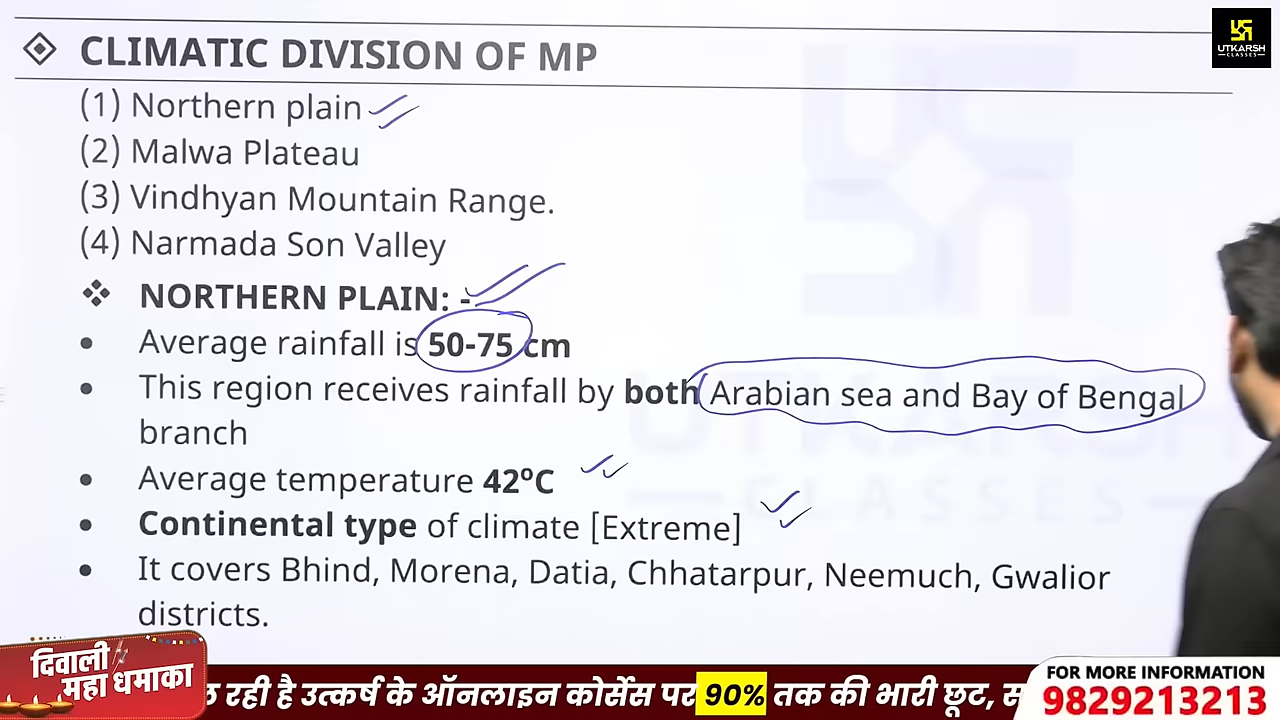 UTKARSH
CLASSES
CLIMATIC DIVISION OF MP
(1) Northern plain
(2) Malwa Plateau
(3) Vindhyan Mountain Range.
(4) Narmada Son Valley
NORTHERN PLAIN: -
• Average rainfall is 50-75 cm
• This region receives rainfall by both Arabian sea and Bay of Bengal
branch
• Average temperature 42ºC
• Continental type of climate [Extreme]
• It covers Bhind, Morena, Datia, Chhatarpur, Neemuch, Gwalior
districts.
UTKARSH
CLASSES
दिवाली
महा धमाका
रही है उत्कर्ष के ऑनलाइन कोर्सेस पर 90% तक की भारी छूट,
FOR MORE INFORMATION
9829213213